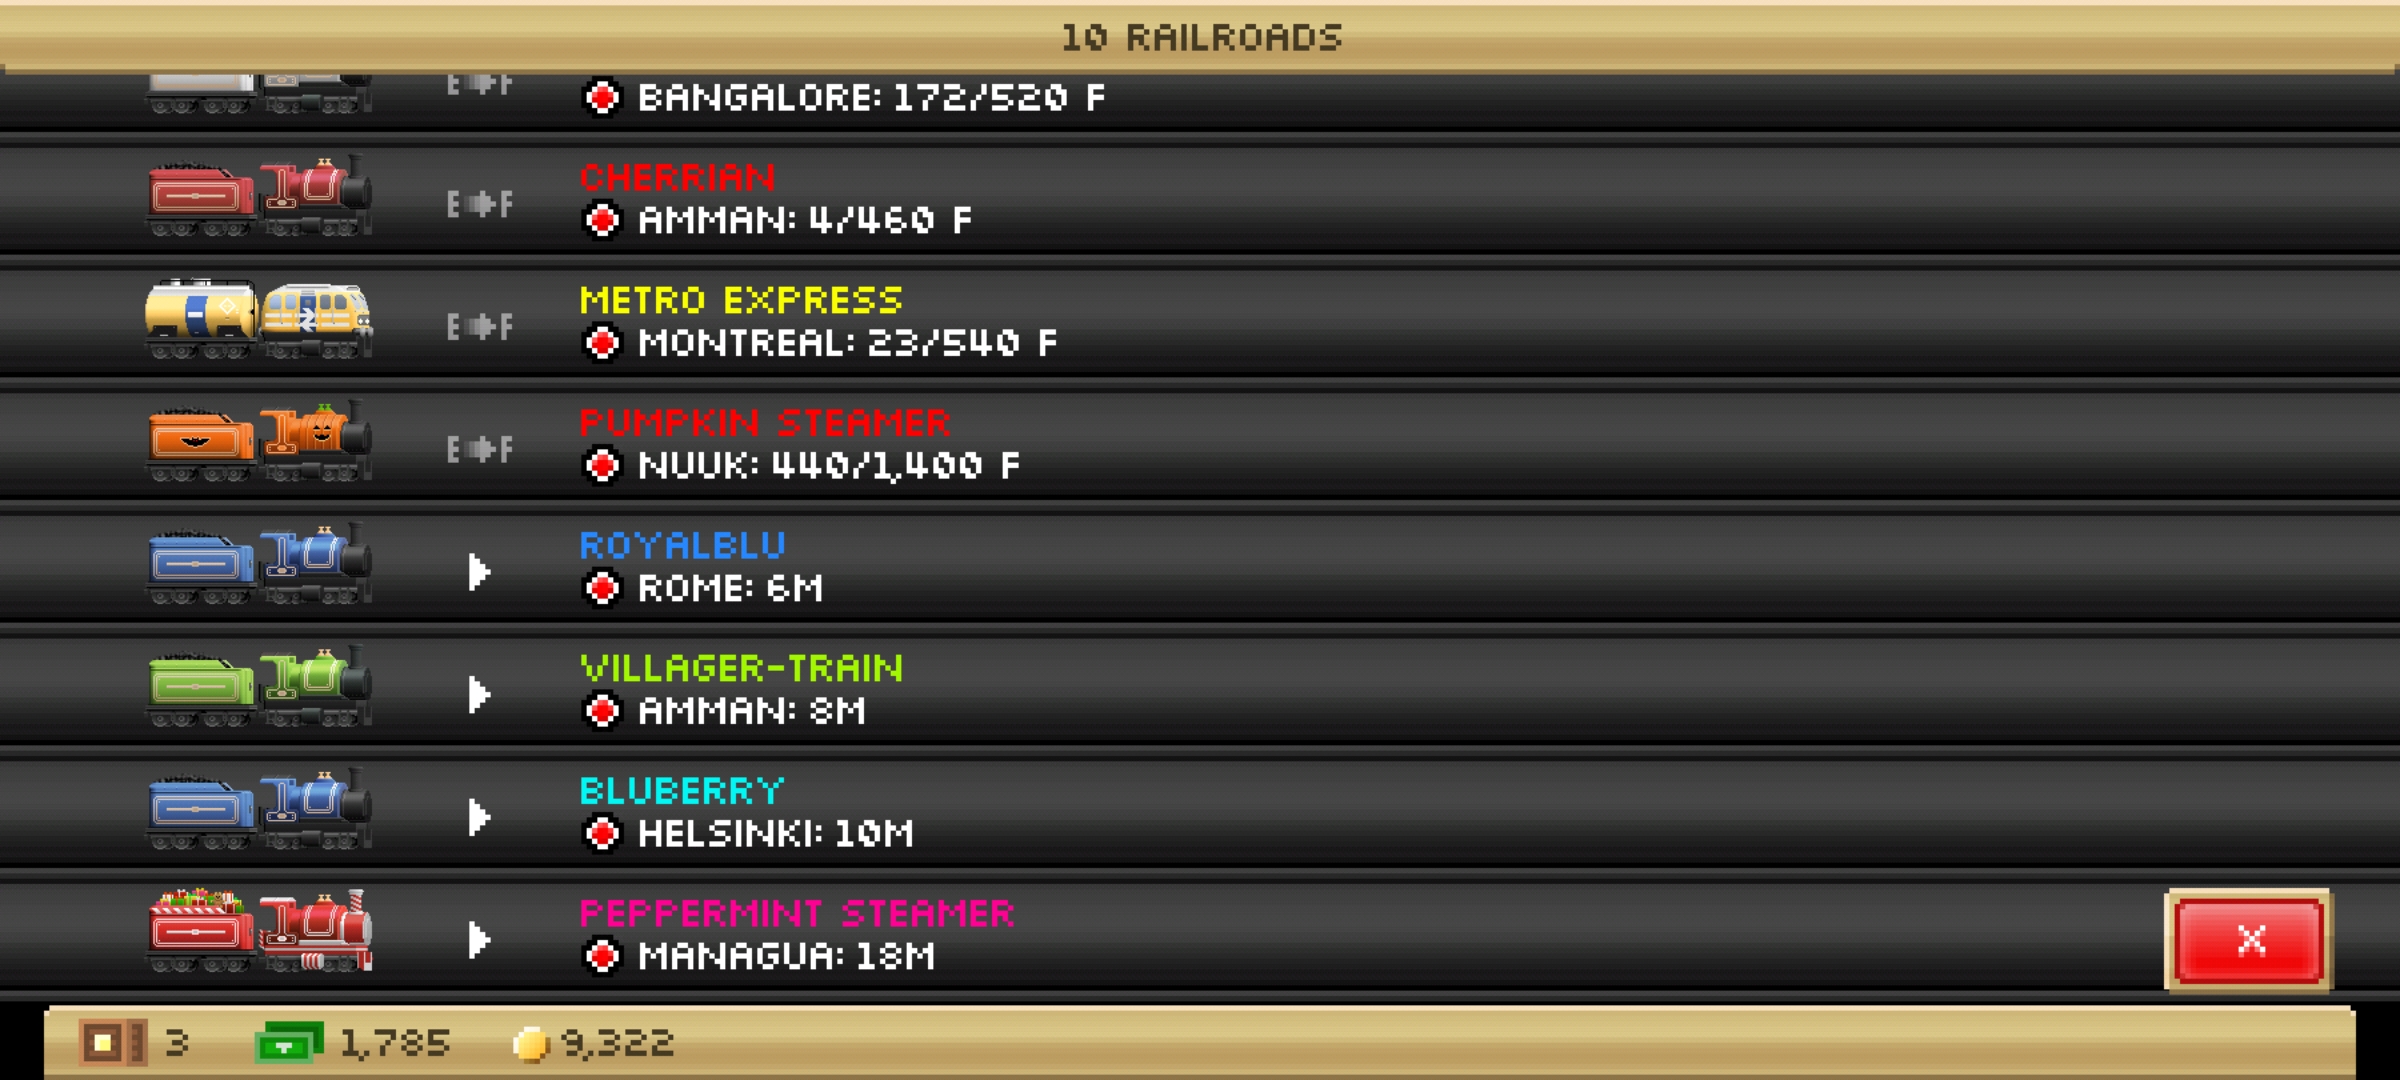 10 RAILROADS
E F
BANGALORE: 172/520 F
CHERRIAN
E F
AMMAN: 4/460 F
METRO EXPRESS
E F
MONTREAL: 23/540 F
PUMPKIN STEAMER
E F
NUUK: 440/1,400 F
ROYALBLU
ROME: 6M
VILLAGER-TRAIN
AMMAN: 8M
BLUBERRY
HELSINKI: 10M
PEPPERMINT STEAMER
MANAGUA: 18M
X
3 1,785 9,322